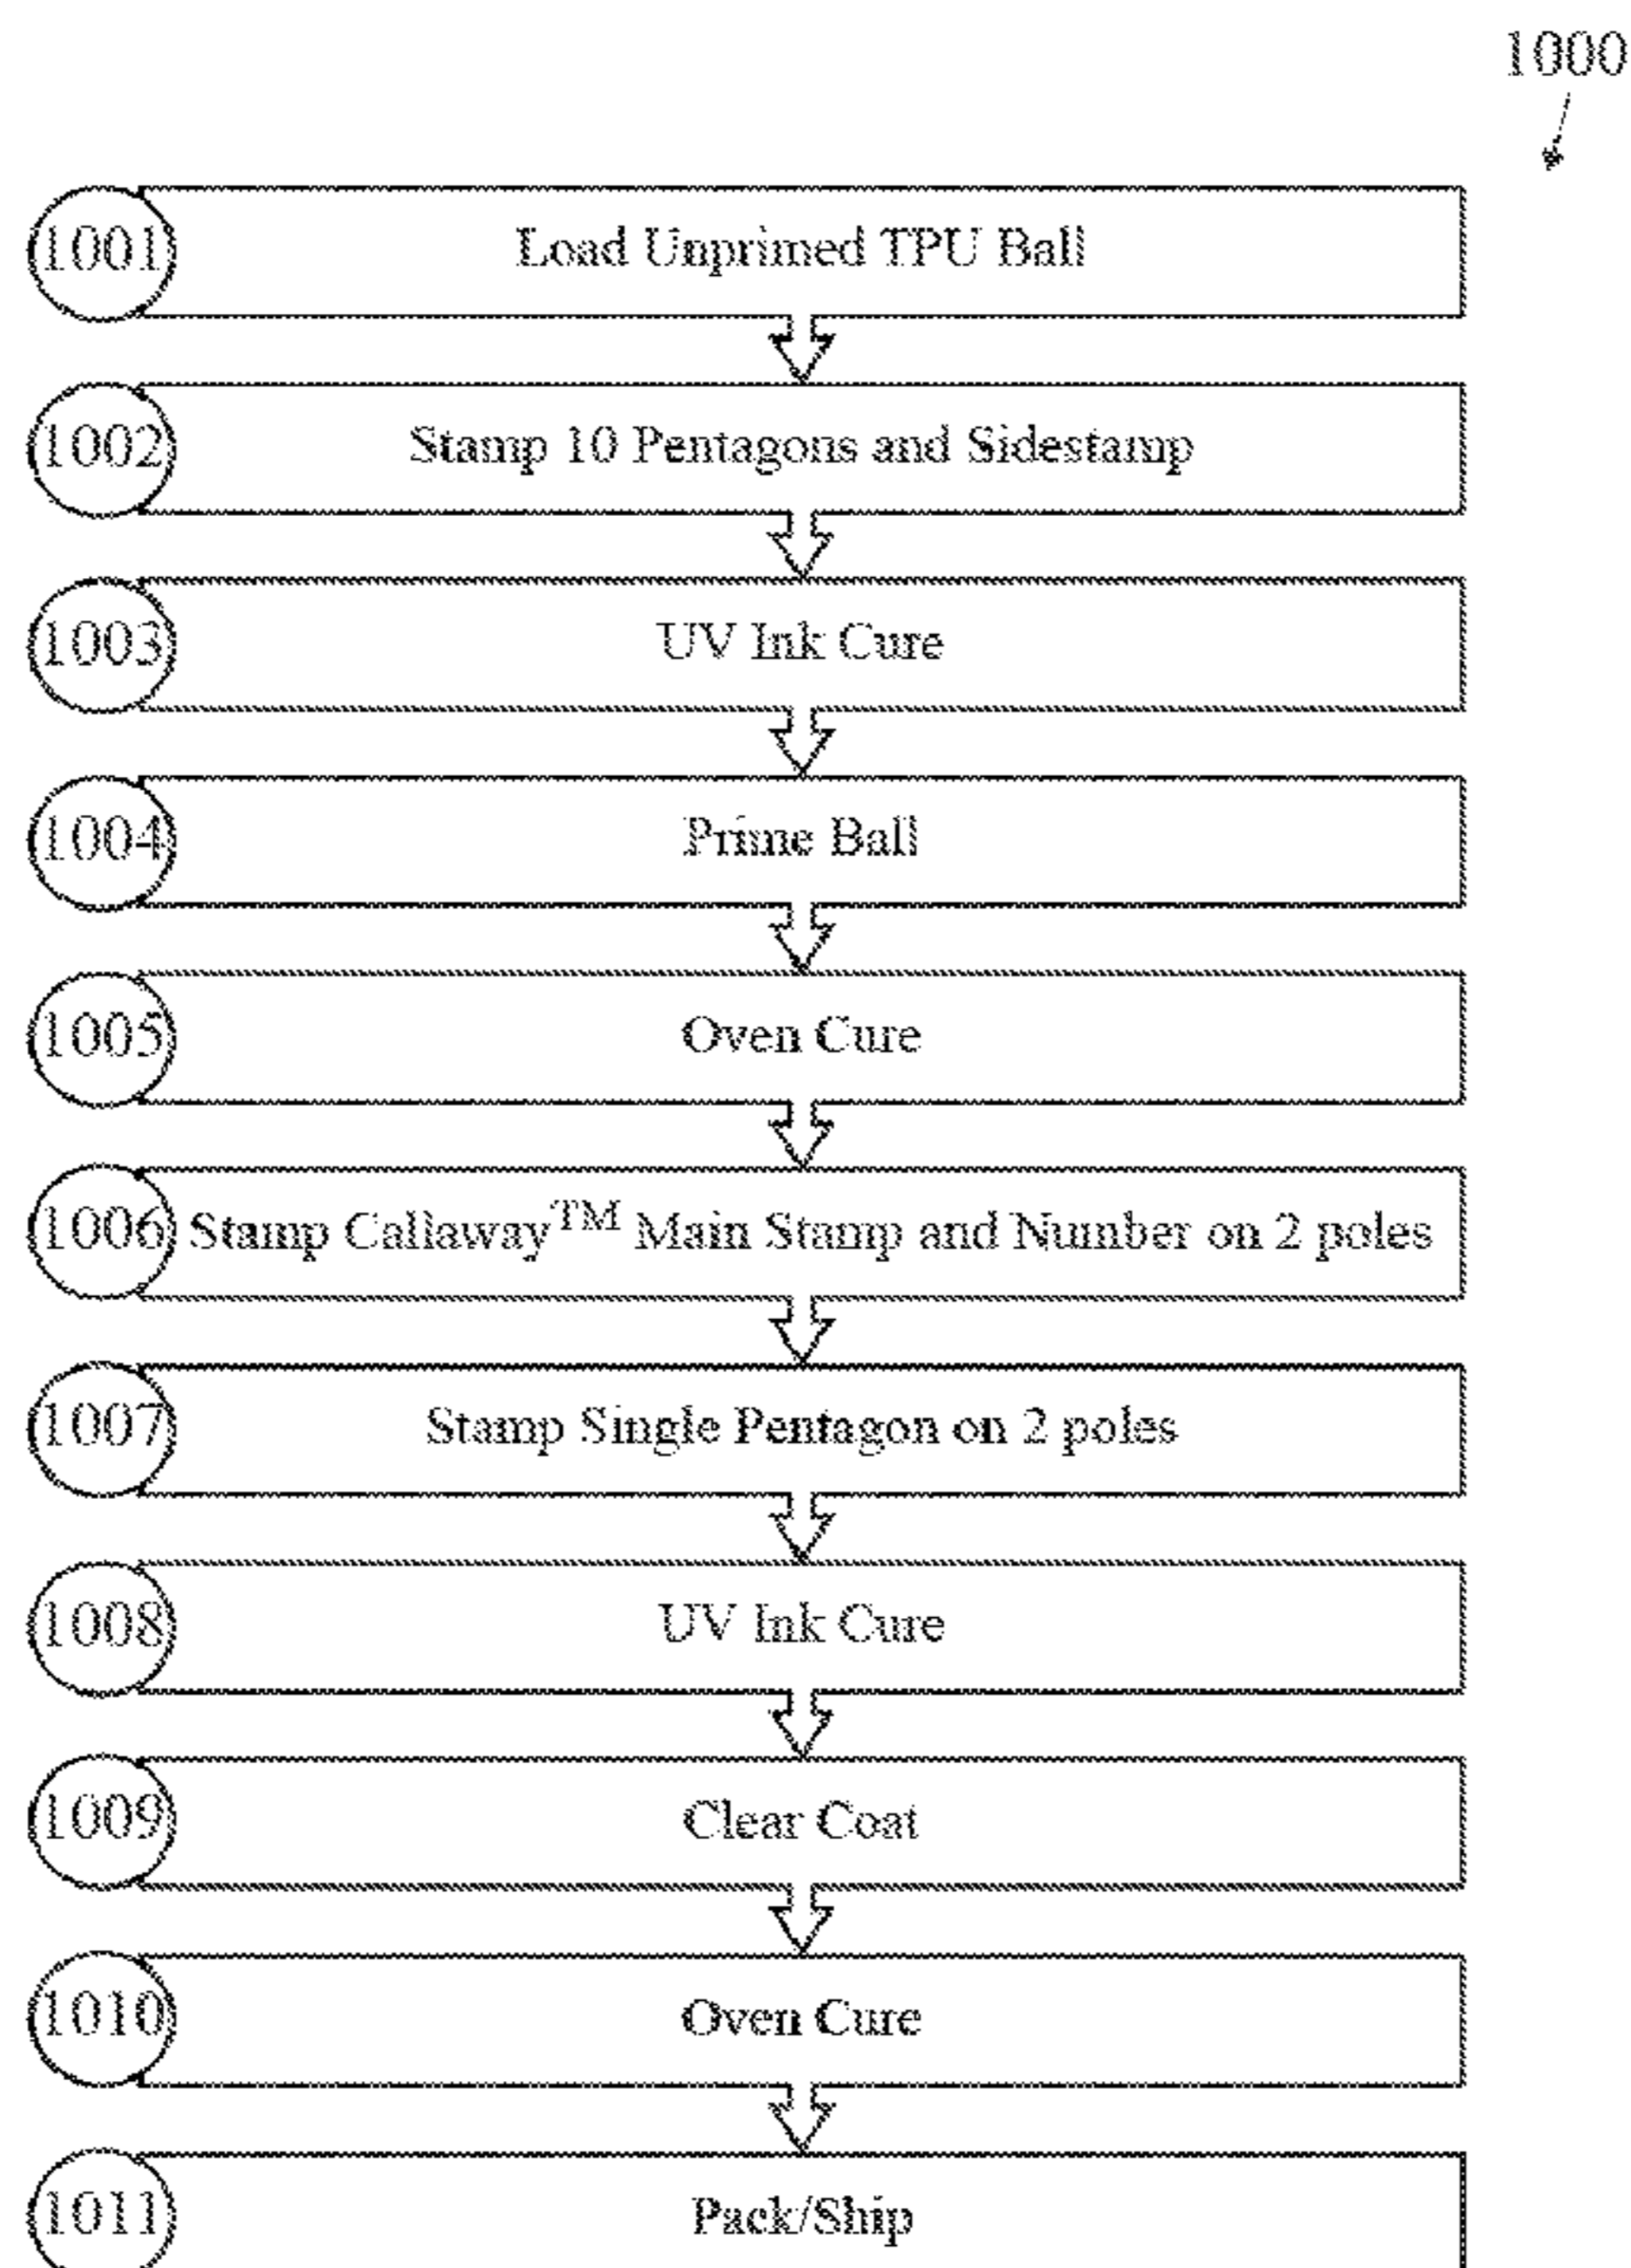 1000
1001 Load Unprimed TPU Ball
1002 Stamp 10 Pentagons and Sidestamp
1003 UV Ink Cure
1004 Prime Ball
1005 Oven Cure
1006 Stamp Callaway™ Main Stamp and Number on 2 poles
1007 Stamp Single Pentagon on 2 poles
1008 UV Ink Cure
1009 Clear Coat
1010 Oven Cure
1011 Pack/Ship